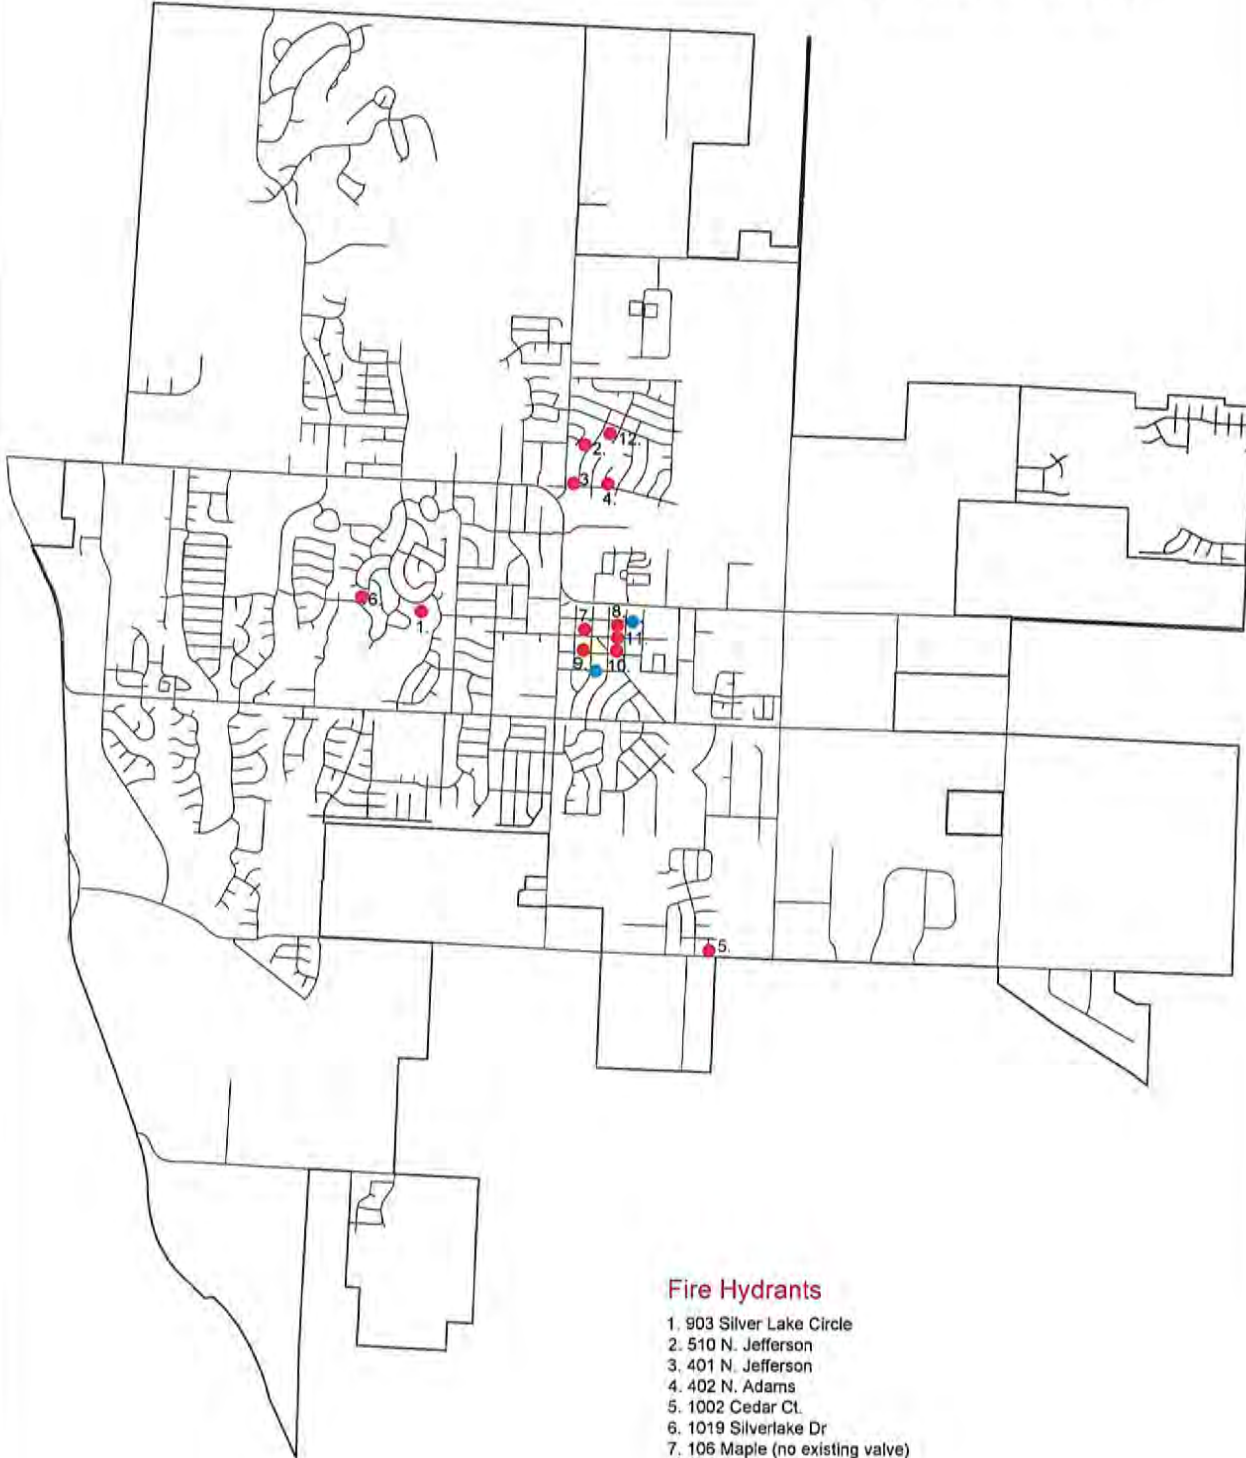 12.
2.
3
4.
6.
1.
7.
8.
11.
9.
10.
5.
Fire Hydrants
1. 903 Silver Lake Circle
2. 510 N. Jefferson
3. 401 N. Jefferson
4. 402 N. Adams
5. 1002 Cedar Ct.
6. 1019 Silverlake Dr
7. 106 Maple (no existing valve)